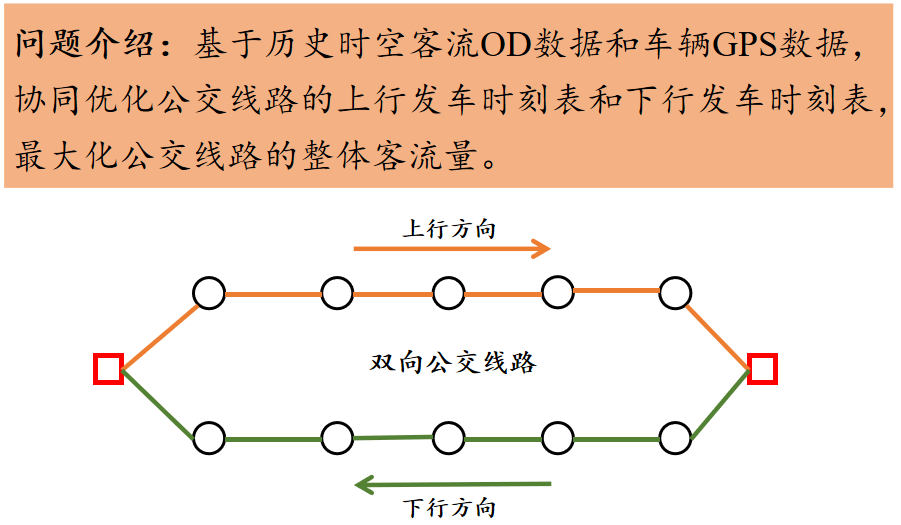 问题介绍：基于历史时空客流OD数据和车辆GPS数据，
协同优化公交线路的上行发车时刻表和下行发车时刻表，
最大化公交线路的整体客流量。
上行方向
双向公交线路
下行方向